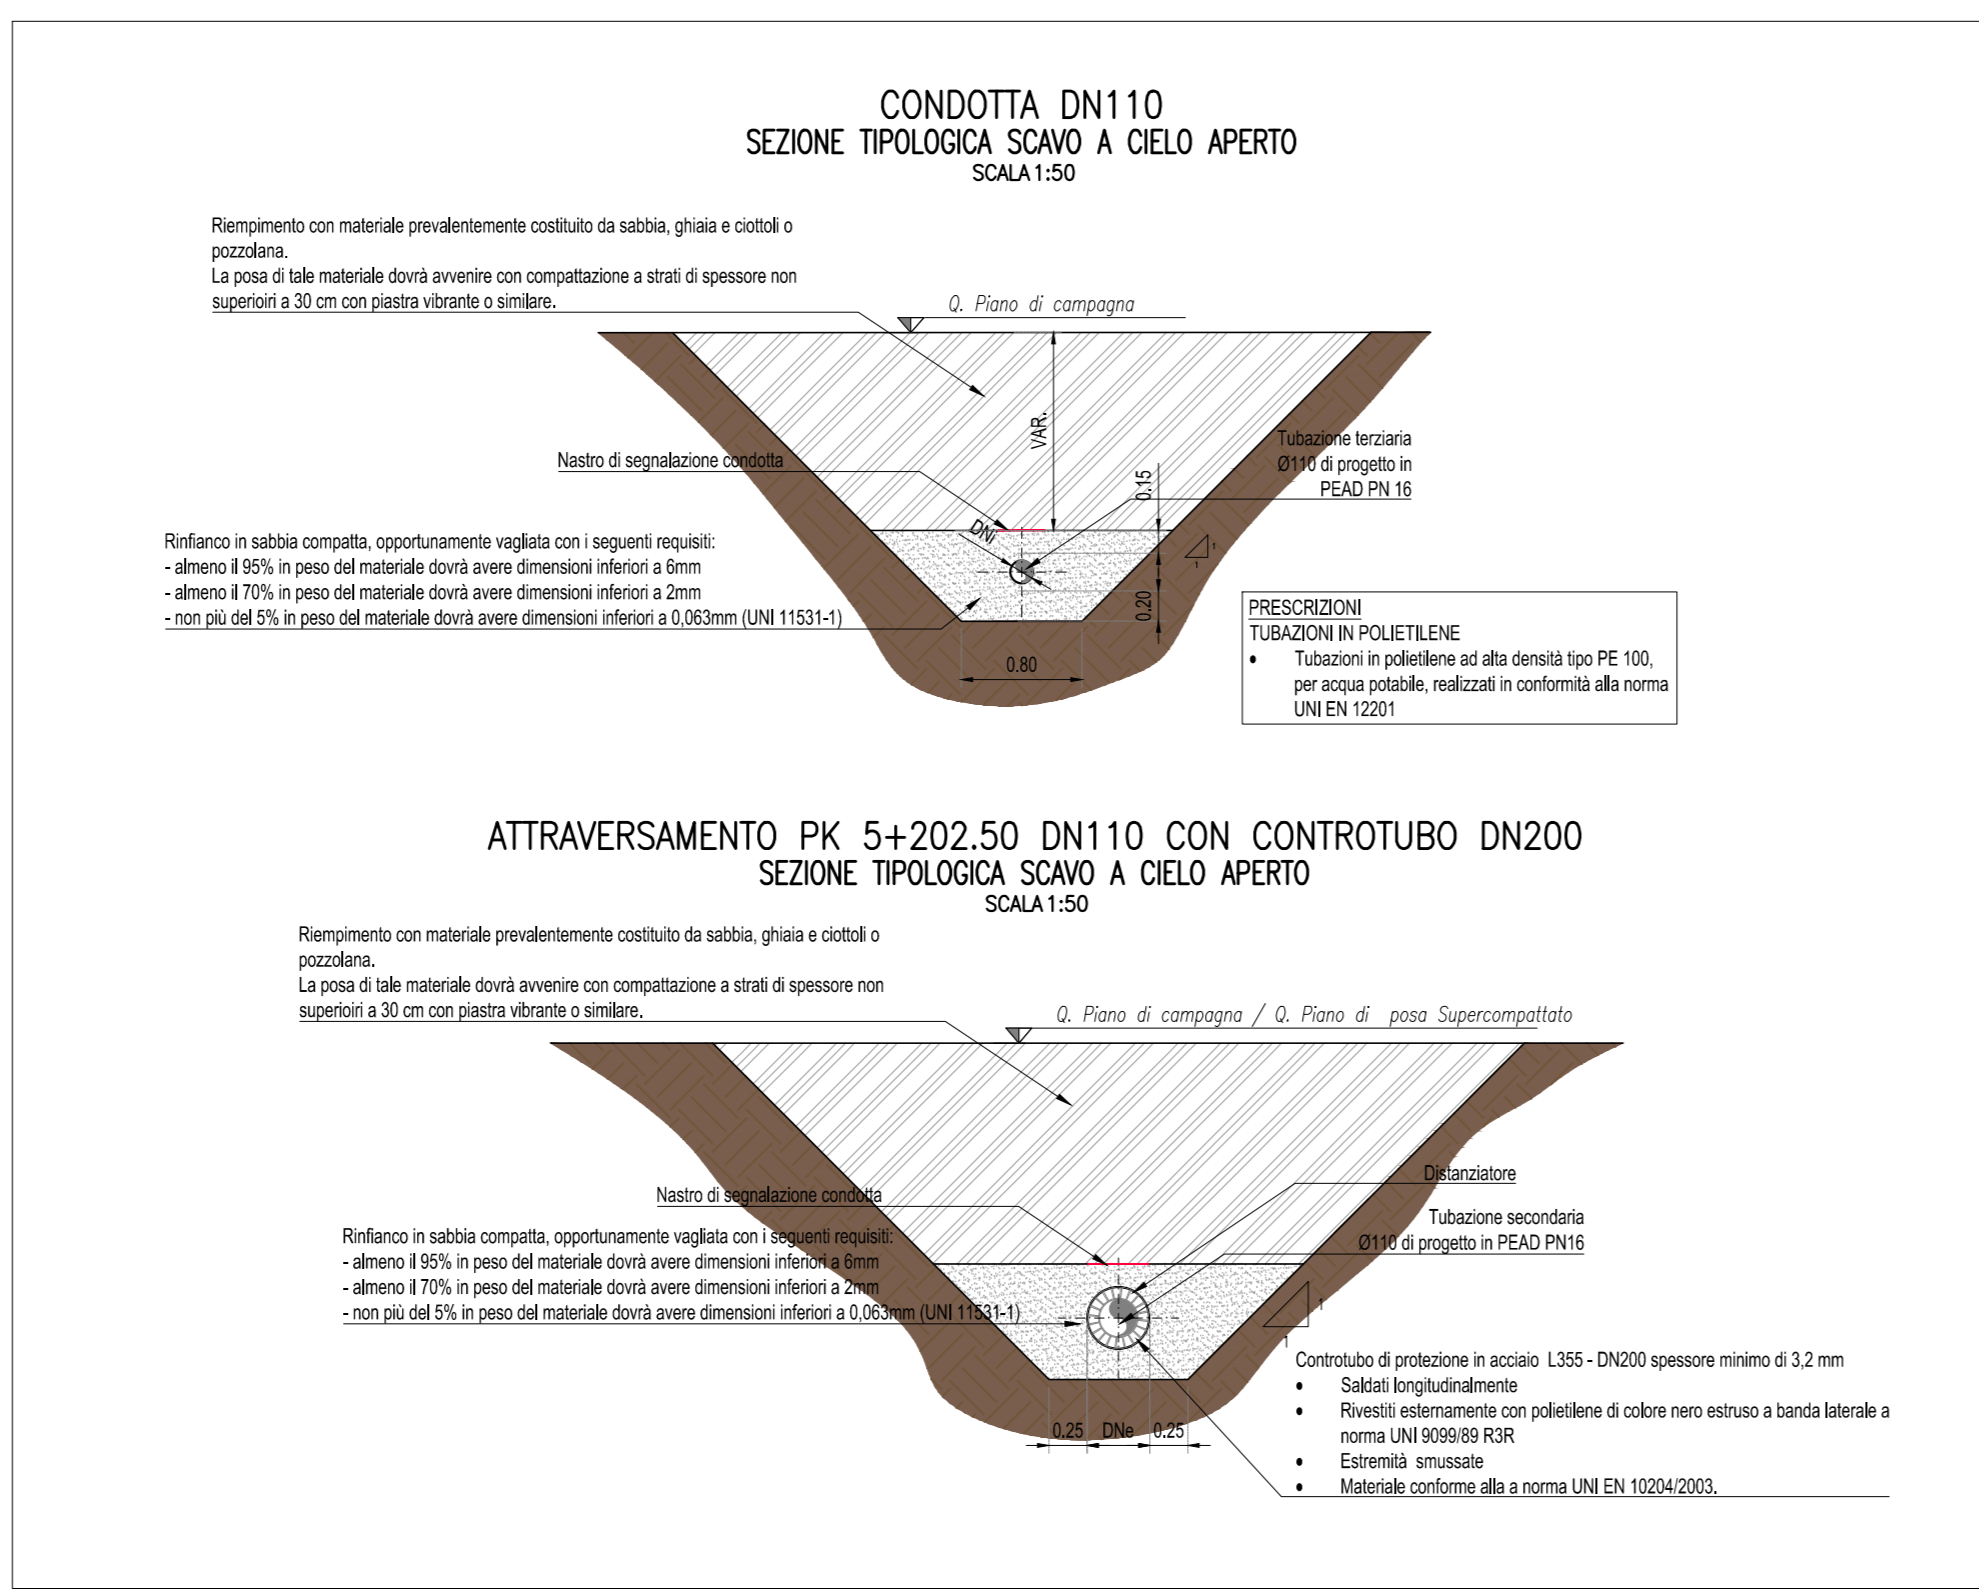 CONDOTTA DN110
SEZIONE TIPOLOGICA SCAVO A CIELO APERTO
SCALA 1:50
Riempimento con materiale prevalentemente costituito da sabbia, ghiaia e ciottoli o
pozzolana.
La posa di tale materiale dovrà avvenire con compattazione a strati di spessore non
superioiri a 30 cm con piastra vibrante o similare.
Q. Piano di campagna
VAR.
Nastro di segnalazione condotta
Tubazione terziaria
Ø110 di progetto in
PEAD PN 16
0.15
DNi
Rinfianco in sabbia compatta, opportunamente vagliata con i seguenti requisiti:
- almeno il 95% in peso del materiale dovrà avere dimensioni inferiori a 6mm
- almeno il 70% in peso del materiale dovrà avere dimensioni inferiori a 2mm
- non più del 5% in peso del materiale dovrà avere dimensioni inferiori a 0,063mm (UNI 11531-1)
1
1
0.20
0.80
PRESCRIZIONI
TUBAZIONI IN POLIETILENE
• Tubazioni in polietilene ad alta densità tipo PE 100,
per acqua potabile, realizzati in conformità alla norma
UNI EN 12201
ATTRAVERSAMENTO PK 5+202.50 DN110 CON CONTROTUBO DN200
SEZIONE TIPOLOGICA SCAVO A CIELO APERTO
SCALA 1:50
Riempimento con materiale prevalentemente costituito da sabbia, ghiaia e ciottoli o
pozzolana.
La posa di tale materiale dovrà avvenire con compattazione a strati di spessore non
superioiri a 30 cm con piastra vibrante o similare.
Q. Piano di campagna / Q. Piano di posa Supercompattato
Distanziatore
Nastro di segnalazione condotta
Tubazione secondaria
Ø110 di progetto in PEAD PN16
Rinfianco in sabbia compatta, opportunamente vagliata con i seguenti requisiti:
- almeno il 95% in peso del materiale dovrà avere dimensioni inferiori a 6mm
- almeno il 70% in peso del materiale dovrà avere dimensioni inferiori a 2mm
- non più del 5% in peso del materiale dovrà avere dimensioni inferiori a 0,063mm (UNI 11531-1)
1
1
0.25 DNe 0.25
Controtubo di protezione in acciaio L355 - DN200 spessore minimo di 3,2 mm
• Saldati longitudinalmente
• Rivestiti esternamente con polietilene di colore nero estruso a banda laterale a
norma UNI 9099/89 R3R
• Estremità smussate
• Materiale conforme alla a norma UNI EN 10204/2003.